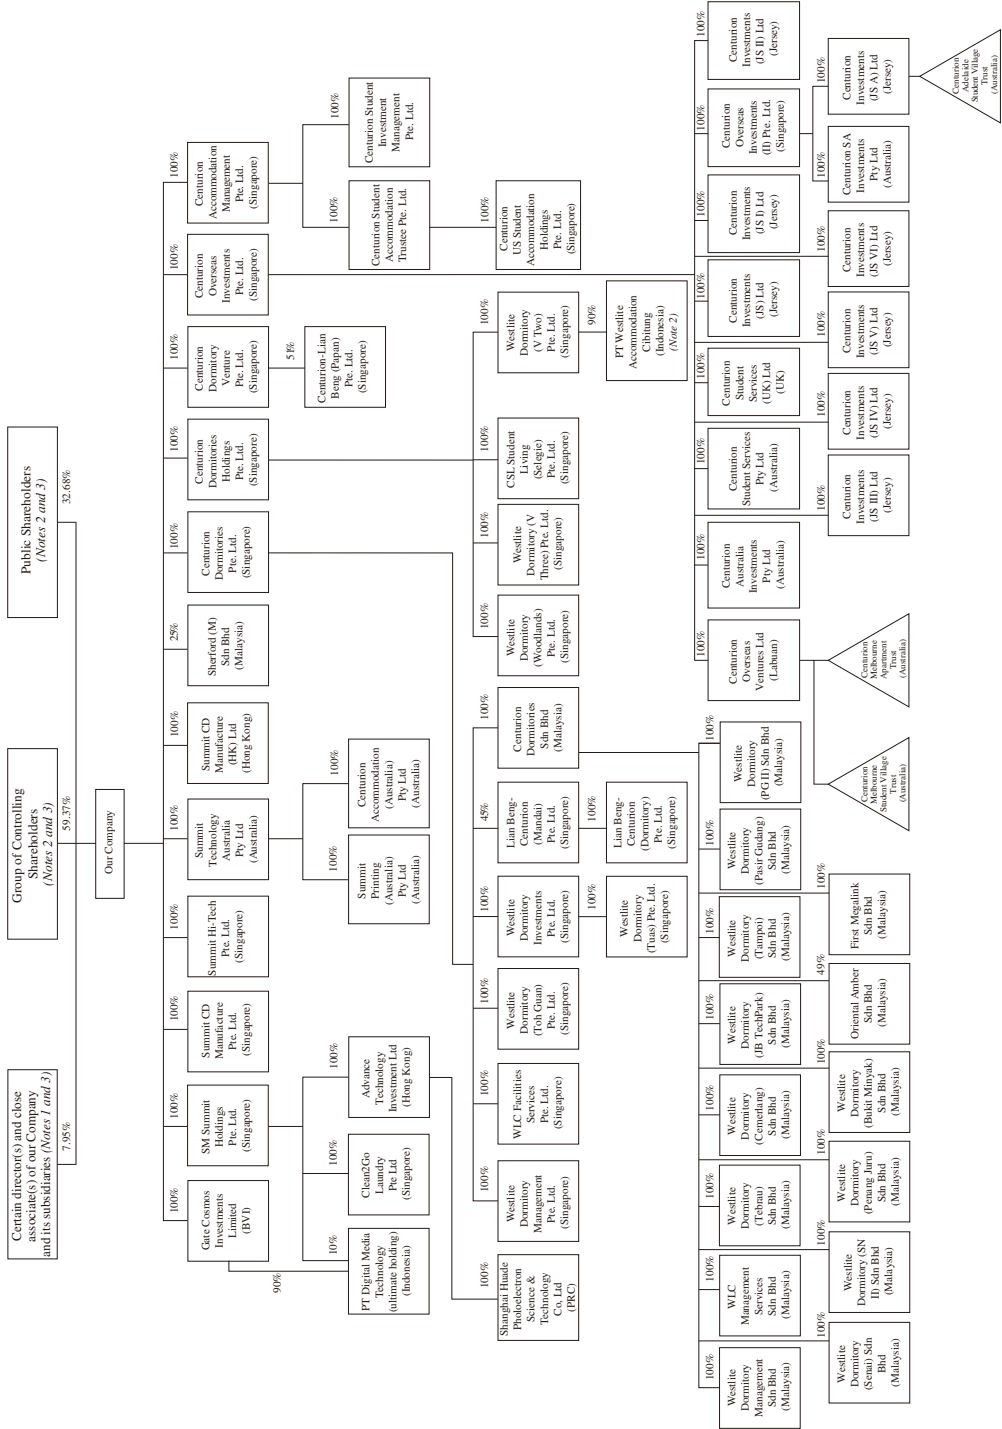 Certain director(s) and close
associate(s) of our Company
and its subsidiaries (Notes 1 and 3)
7.95%
Group of Controlling
Shareholders
(Notes 2 and 3)
59.37%
Public Shareholders
(Notes 2 and 3)
32.68%
Our Company
100%
Gate Cosmos
Investments
Limited
(BVI)
100%
SM Summit
Holdings
Pte. Ltd.
(Singapore)
100%
Summit CD
Manufacture
Pte. Ltd.
(Singapore)
100%
Summit Hi-Tech
Pte. Ltd.
(Singapore)
100%
Summit
Technology
Australia
Pty Ltd
(Australia)
100%
Summit CD
Manufacture
(HK) Ltd
(Hong Kong)
25%
Sherford (M)
Sdn Bhd
(Malaysia)
100%
Centurion
Dormitories
Pte. Ltd.
(Singapore)
100%
Centurion
Dormitories
Holdings
Pte. Ltd.
(Singapore)
100%
Centurion
Dormitory
Venture
Pte. Ltd.
(Singapore)
100%
Centurion
Overseas
Investments
Pte. Ltd.
(Singapore)
100%
Centurion
Accommodation
Management
Pte. Ltd.
(Singapore)
90%
10%
PT Digital Media
Technology
(ultimate holding)
(Indonesia)
100%
Clean2Go
Laundry
Pte Ltd
(Singapore)
100%
Advance
Technology
Investment Ltd
(Hong Kong)
100%
Summit
Printing
(Australia)
Pty Ltd
(Australia)
100%
Centurion
Accommodation
(Australia)
Pty Ltd
(Australia)
51%
Centurion-Lian
Beng (Papan)
Pte. Ltd.
(Singapore)
100%
Centurion Student
Accommodation
Trustee Pte. Ltd.
100%
Centurion Student
Investment
Management
Pte. Ltd.
100%
Shanghai Huade
Photoelectron
Science &
Technology
Co, Ltd
(PRC)
100%
Westlite
Dormitory
Management
Pte. Ltd.
(Singapore)
100%
WLC Facilities
Services
Pte. Ltd.
(Singapore)
100%
Westlite
Dormitory
(Toh Guan)
Pte. Ltd.
(Singapore)
100%
Westlite
Dormitory
Investments
Pte. Ltd.
(Singapore)
45%
Lian Beng-
Centurion
(Mandai)
Pte. Ltd.
(Singapore)
100%
Centurion
Dormitories
Sdn Bhd
(Malaysia)
100%
Westlite
Dormitory
(Woodlands)
Pte. Ltd.
(Singapore)
100%
Westlite
Dormitory (V
Three) Pte. Ltd.
(Singapore)
100%
CSL Student
Living
(Selegie)
Pte. Ltd.
(Singapore)
100%
Westlite
Dormitory
(V Two)
Pte. Ltd.
(Singapore)
100%
Centurion
US Student
Accommodation
Holdings
Pte. Ltd.
(Singapore)
100%
Westlite
Dormitory
(Tuas) Pte. Ltd.
(Singapore)
100%
Lian Beng-
Centurion
(Dormitory)
Pte. Ltd.
(Singapore)
90%
PT Westlite
Accommodation
Cibitung
(Indonesia)
(Note 2)
100%
Westlite
Dormitory
Management
Sdn Bhd
(Malaysia)
100%
WLC
Management
Services
Sdn Bhd
(Malaysia)
100%
Westlite
Dormitory
(Tebrau)
Sdn Bhd
(Malaysia)
100%
Westlite
Dormitory
(Cemerlang)
Sdn Bhd
(Malaysia)
100%
Westlite
Dormitory
(JB TechPark)
Sdn Bhd
(Malaysia)
100%
Westlite
Dormitory
(Tampoi)
Sdn Bhd
(Malaysia)
100%
Westlite
Dormitory
(Pasir Gudang)
Sdn Bhd
(Malaysia)
100%
Westlite
Dormitory
(PG II) Sdn Bhd
(Malaysia)
100%
Centurion
Overseas
Ventures Ltd
(Labuan)
100%
Centurion
Australia
Investments
Pty Ltd
(Australia)
100%
Centurion
Student Services
Pty Ltd
(Australia)
100%
Centurion
Student
Services
(UK) Ltd
(UK)
100%
Centurion
Investments
(JS) Ltd
(Jersey)
100%
Centurion
Investments
(JS I) Ltd
(Jersey)
100%
Centurion
Overseas
Investments
(II) Pte. Ltd.
(Singapore)
100%
Centurion
Investments
(JS II) Ltd
(Jersey)
100%
Westlite
Dormitory
(Senai) Sdn
Bhd
(Malaysia)
100%
Westlite
Dormitory (SN
II) Sdn Bhd
(Malaysia)
100%
Westlite
Dormitory
(Penang Juru)
Sdn Bhd
(Malaysia)
100%
Westlite
Dormitory
(Bukit Minyak)
Sdn Bhd
(Malaysia)
49%
Oriental Amber
Sdn Bhd
(Malaysia)
100%
First Megalink
Sdn Bhd
(Malaysia)
Centurion
Melbourne
Student Village
Trust
(Australia)
Centurion
Melbourne
Apartment
Trust
(Australia)
100%
Centurion
Investments
(JS III) Ltd
(Jersey)
100%
Centurion
Investments
(JS IV) Ltd
(Jersey)
100%
Centurion
Investments
(JS V) Ltd
(Jersey)
100%
Centurion
Investments
(JS VI) Ltd
(Jersey)
100%
Centurion SA
Investments
Pty Ltd
(Australia)
100%
Centurion
Investments
(JS A) Ltd
(Jersey)
Centurion
Adelaide
Student Village
Trust
(Australia)